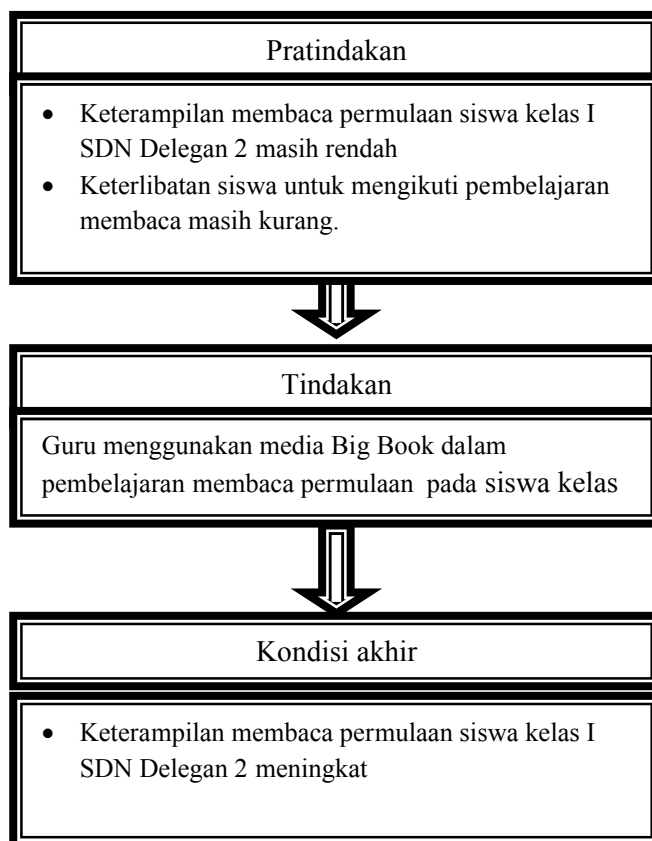 Pratindakan
• Keterampilan membaca permulaan siswa kelas I
SDN Delegan 2 masih rendah
• Keterlibatan siswa untuk mengikuti pembelajaran
membaca masih kurang.
Tindakan
Guru menggunakan media Big Book dalam
pembelajaran membaca permulaan pada siswa kelas
Kondisi akhir
• Keterampilan membaca permulaan siswa kelas I
SDN Delegan 2 meningkat